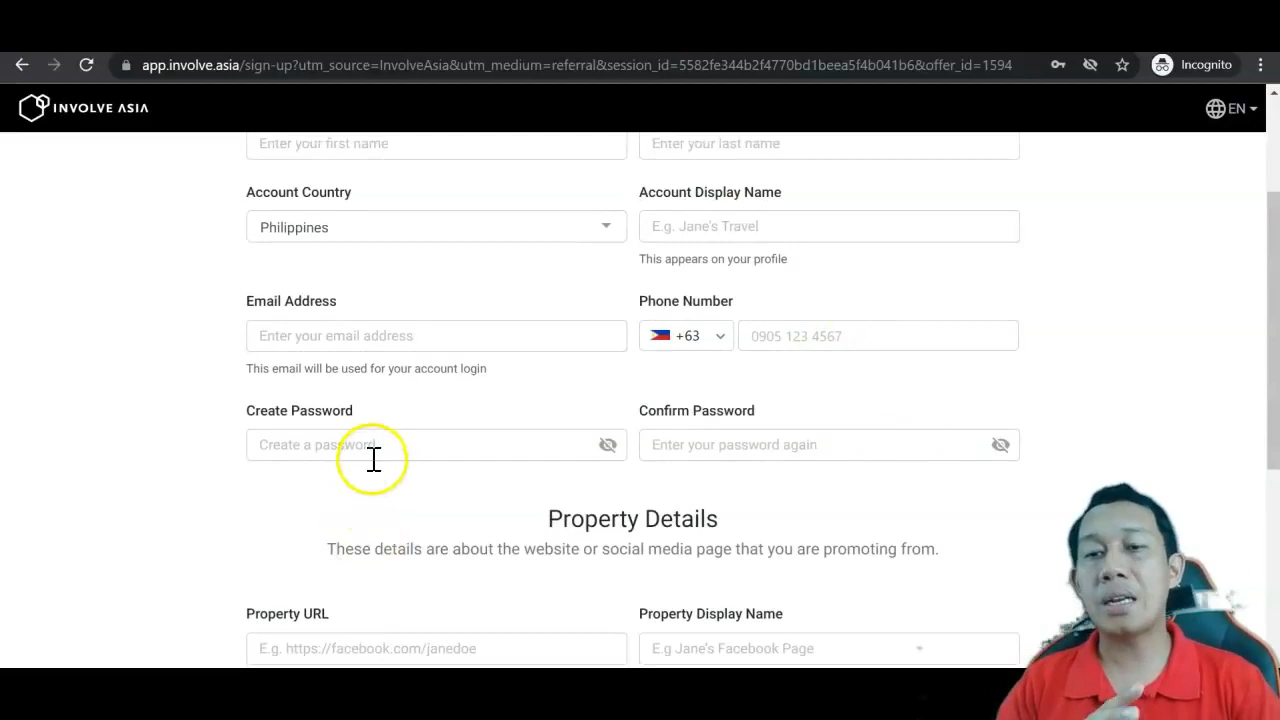 app.involve.asia/sign-up?utm_source=InvolveAsia&utm_medium=referral&session_id=5582fe344b2f4770bd1beea5f4b041b6&offer_id=1594
Incognito
INVOLVE ASIA
EN
Enter your first name
Enter your last name
Account Country
Account Display Name
Philippines
E.g. Jane's Travel
This appears on your profile
Email Address
Phone Number
Enter your email address
+63
0905 123 4567
This email will be used for your account login
Create Password
Confirm Password
Create a password
Enter your password again
Property Details
These details are about the website or social media page that you are promoting from.
Property URL
Property Display Name
E.g. https://facebook.com/janedoe
E.g Jane's Facebook Page